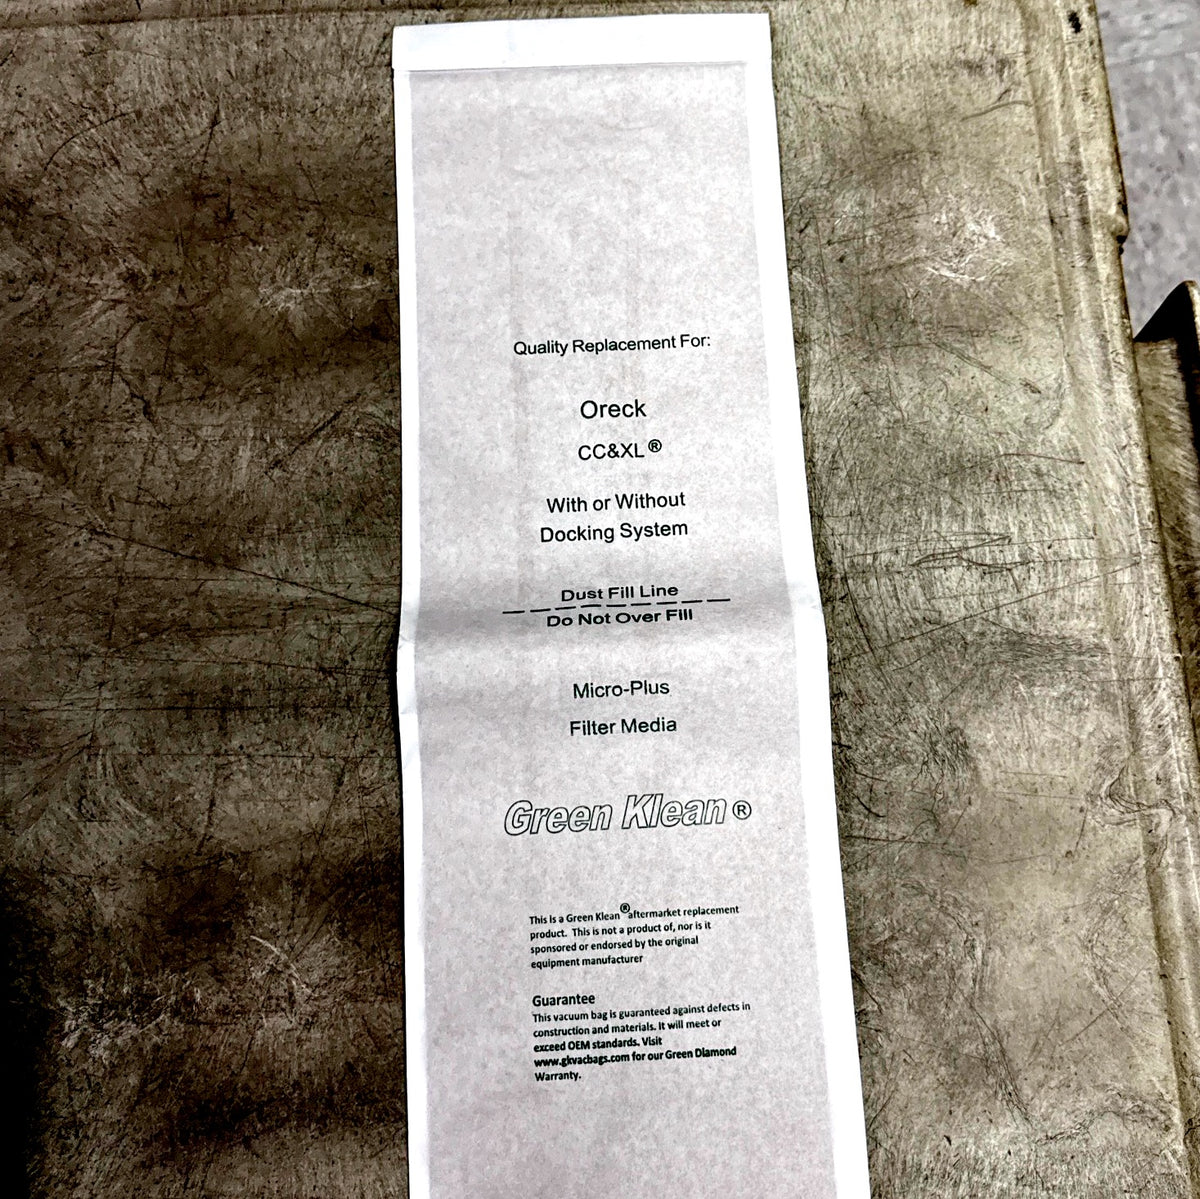 Quality Replacement For:
Oreck
CC&XL®
With or Without
Docking System
Dust Fill Line
Do Not Over Fill
Micro-Plus
Filter Media
Green Klean®
This is a Green Klean® aftermarket replacement
product. This is not a product of, nor is it
sponsored or endorsed by the original
equipment manufacturer
Guarantee
This vacuum bag is guaranteed against defects in
construction and materials. It will meet or
exceed OEM standards. Visit
www.gkvacbags.com for our Green Diamond
Warranty.